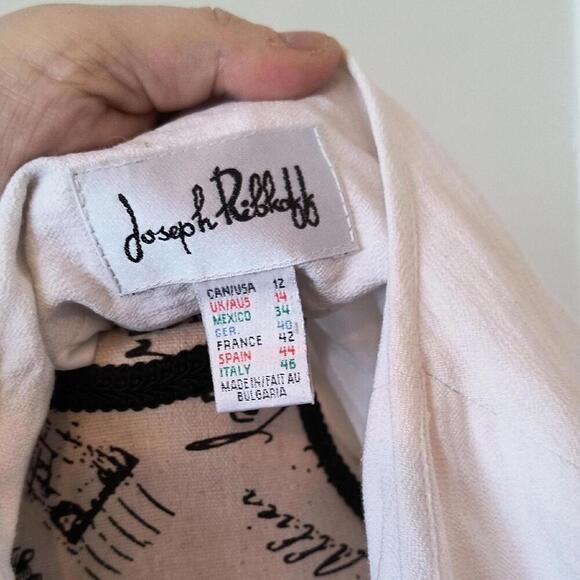 Joseph Ribkoff
CAN/USA 12
UK/AUS 14
MEXICO 34
GER. 40
FRANCE 42
SPAIN 44
ITALY 46
MADE IN/FAIT AU
BULGARIA